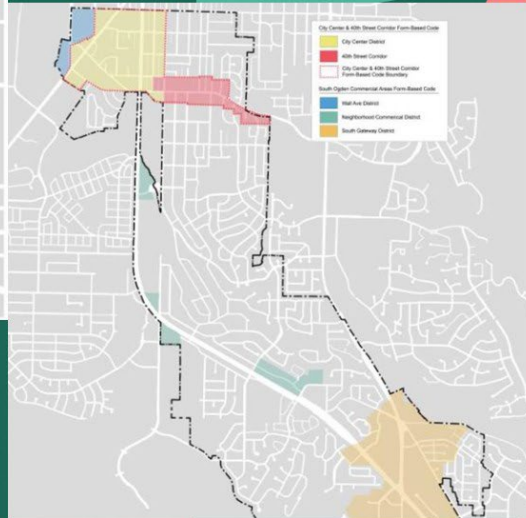 City Center & 40th Street Corridor Form-Based Code
City Center District
40th Street Corridor
City Center & 40th Street Corridor
Form-Based Code Boundary
South Ogden Commercial Areas Form-Based Code
Wall Ave District
Neighborhood Commercial District
South Gateway District